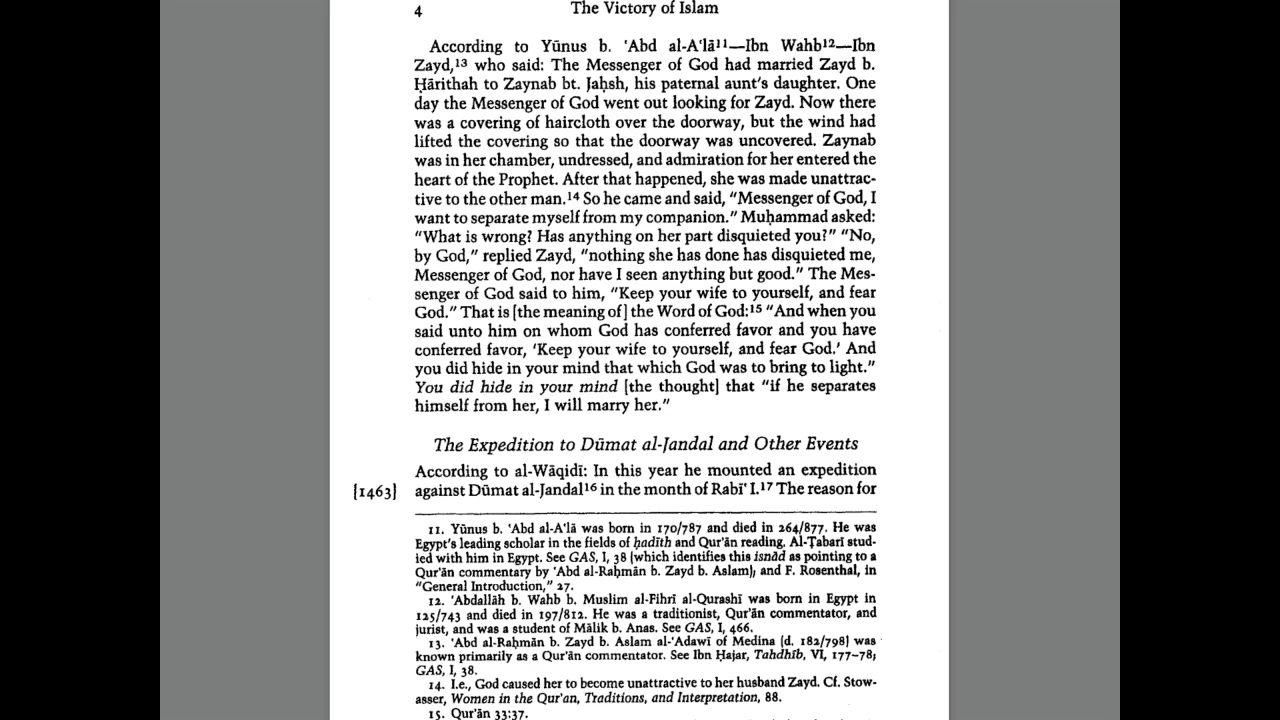 4 The Victory of Islam
According to Yūnus b. ʿAbd al-Aʿlā¹¹—Ibn Wahb¹²—Ibn
Zayd,¹³ who said: The Messenger of God had married Zayd b.
Ḥārithah to Zaynab bt. Jaḥsh, his paternal aunt's daughter. One
day the Messenger of God went out looking for Zayd. Now there
was a covering of haircloth over the doorway, but the wind had
lifted the covering so that the doorway was uncovered. Zaynab
was in her chamber, undressed, and admiration for her entered the
heart of the Prophet. After that happened, she was made unattrac-
tive to the other man.¹⁴ So he came and said, "Messenger of God, I
want to separate myself from my companion." Muḥammad asked:
"What is wrong? Has anything on her part disquieted you?" "No,
by God," replied Zayd, "nothing she has done has disquieted me,
Messenger of God, nor have I seen anything but good." The Mes-
senger of God said to him, "Keep your wife to yourself, and fear
God." That is [the meaning of] the Word of God:¹⁵ "And when you
said unto him on whom God has conferred favor and you have
conferred favor, 'Keep your wife to yourself, and fear God.' And
you did hide in your mind that which God was to bring to light."
You did hide in your mind [the thought] that "if he separates
himself from her, I will marry her."
The Expedition to Dūmat al-Jandal and Other Events
According to al-Wāqidī: In this year he mounted an expedition
[1463] against Dūmat al-Jandal¹⁶ in the month of Rabīʿ I.¹⁷ The reason for
11. Yūnus b. ʿAbd al-Aʿlā was born in 170/787 and died in 264/877. He was
Egypt's leading scholar in the fields of ḥadīth and Qurʾān reading. Al-Ṭabarī stud-
ied with him in Egypt. See GAS, I, 38 (which identifies this isnād as pointing to a
Qurʾān commentary by ʿAbd al-Raḥmān b. Zayd b. Aslam); and F. Rosenthal, in
"General Introduction," 27.
12. ʿAbdallāh b. Wahb b. Muslim al-Fihrī al-Qurashī was born in Egypt in
125/743 and died in 197/812. He was a traditionist, Qurʾān commentator, and
jurist, and was a student of Mālik b. Anas. See GAS, I, 466.
13. ʿAbd al-Raḥmān b. Zayd b. Aslam al-ʿAdawī of Medina (d. 182/798) was
known primarily as a Qurʾān commentator. See Ibn Ḥajar, Tahdhīb, VI, 177–78;
GAS, I, 38.
14. I.e., God caused her to become unattractive to her husband Zayd. Cf. Stow-
asser, Women in the Qur'an, Traditions, and Interpretation, 88.
15. Qurʾān 33:37.